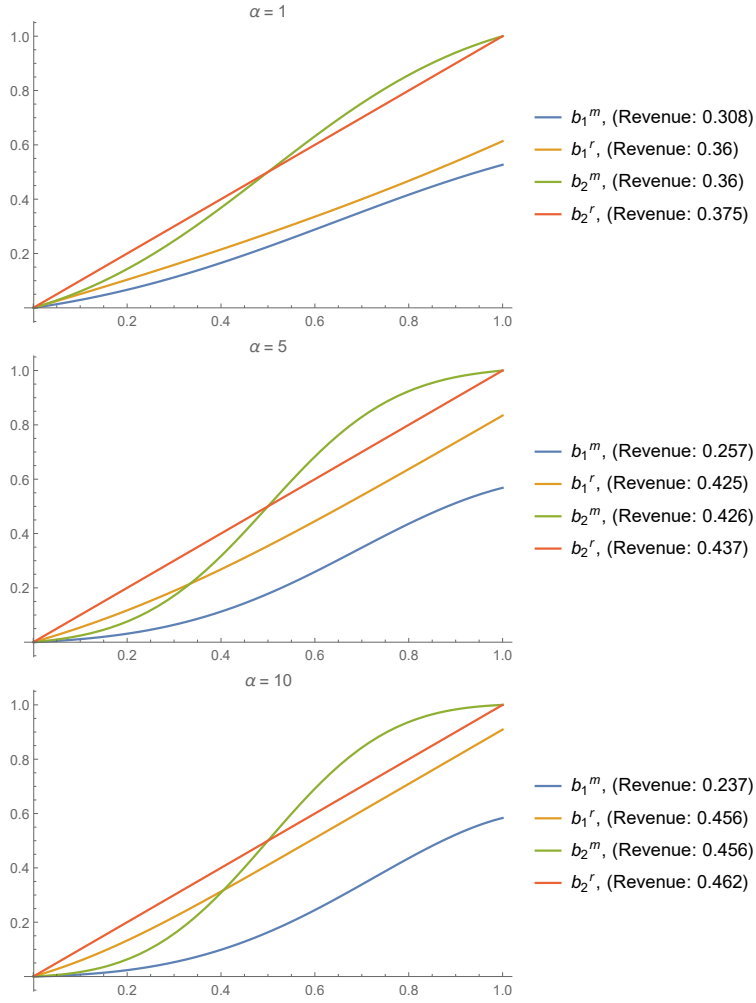 α = 1
1.0
0.8
0.6
0.4
0.2
0.2 0.4 0.6 0.8 1.0
b₁ᵐ, (Revenue: 0.308)
b₁ʳ, (Revenue: 0.36)
b₂ᵐ, (Revenue: 0.36)
b₂ʳ, (Revenue: 0.375)
α = 5
1.0
0.8
0.6
0.4
0.2
0.2 0.4 0.6 0.8 1.0
b₁ᵐ, (Revenue: 0.257)
b₁ʳ, (Revenue: 0.425)
b₂ᵐ, (Revenue: 0.426)
b₂ʳ, (Revenue: 0.437)
α = 10
1.0
0.8
0.6
0.4
0.2
0.2 0.4 0.6 0.8 1.0
b₁ᵐ, (Revenue: 0.237)
b₁ʳ, (Revenue: 0.456)
b₂ᵐ, (Revenue: 0.456)
b₂ʳ, (Revenue: 0.462)